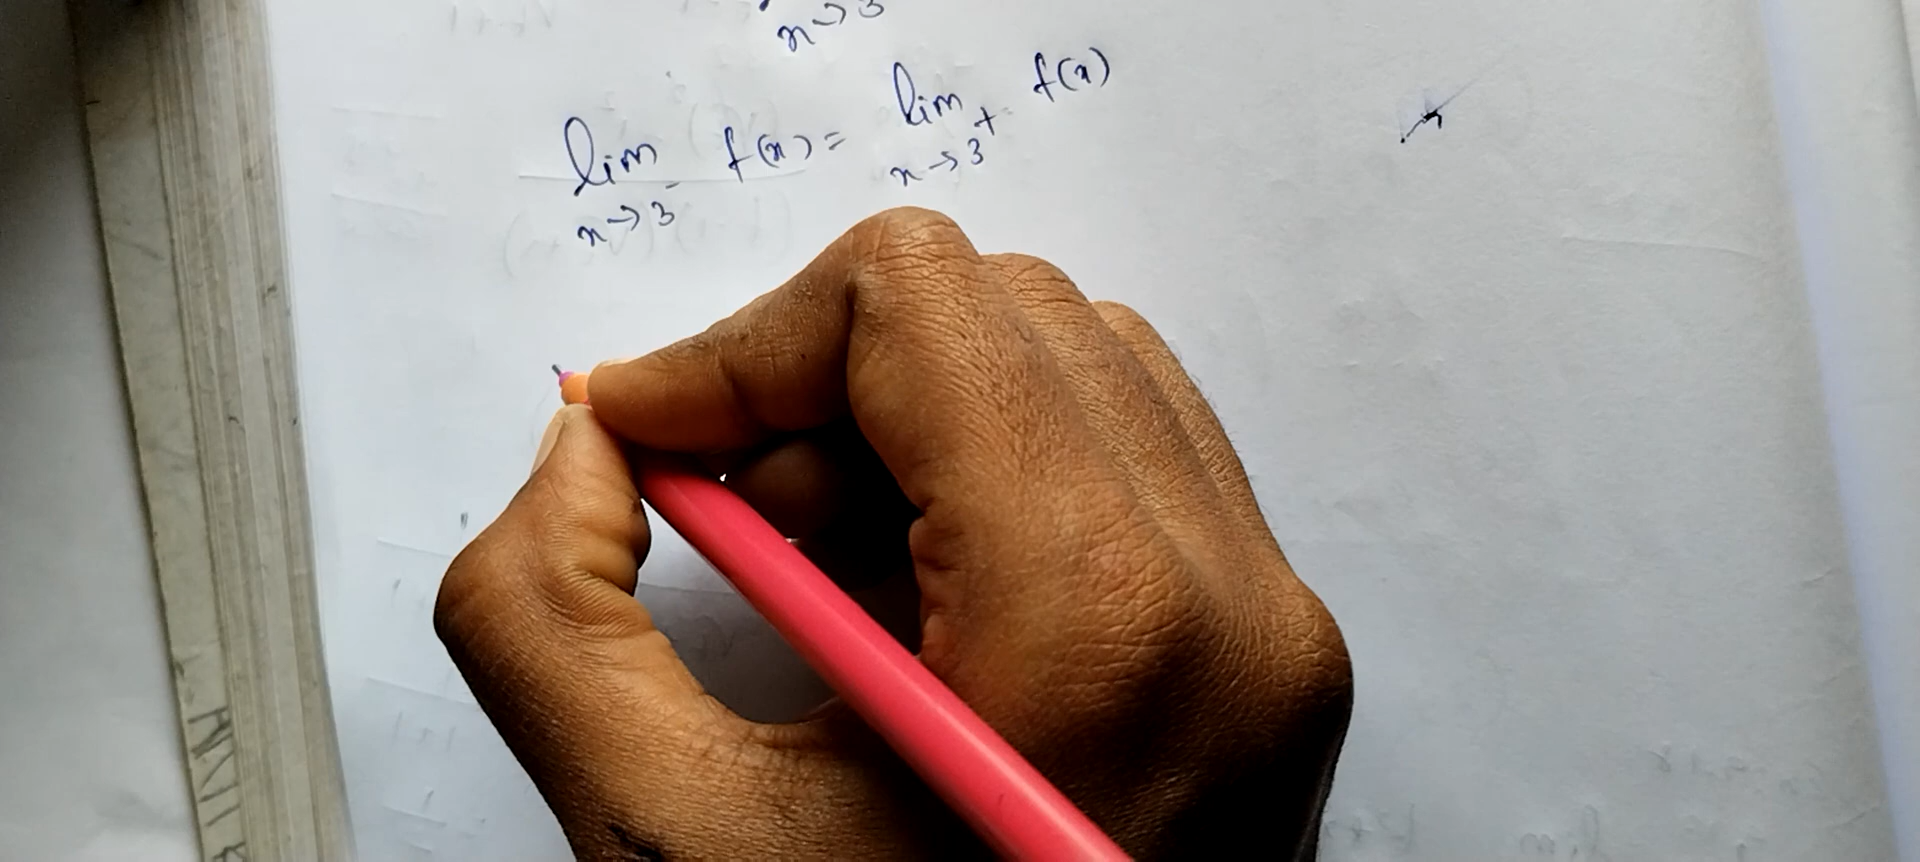 x→3
lim f(x) = lim f(x)
x→3⁻ x→3⁺